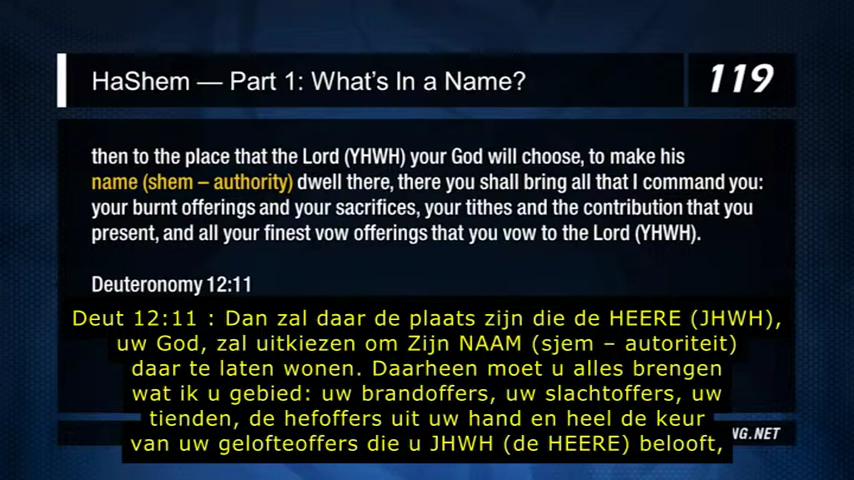 HaShem — Part 1: What's In a Name?
119
then to the place that the Lord (YHWH) your God will choose, to make his
name (shem – authority) dwell there, there you shall bring all that I command you:
your burnt offerings and your sacrifices, your tithes and the contribution that you
present, and all your finest vow offerings that you vow to the Lord (YHWH).
Deuteronomy 12:11
Deut 12:11 : Dan zal daar de plaats zijn die de HEERE (JHWH),
uw God, zal uitkiezen om Zijn NAAM (sjem – autoriteit)
daar te laten wonen. Daarheen moet u alles brengen
wat ik u gebied: uw brandoffers, uw slachtoffers, uw
tienden, de hefoffers uit uw hand en heel de keur
van uw gelofteoffers die u JHWH (de HEERE) belooft,
NG.NET